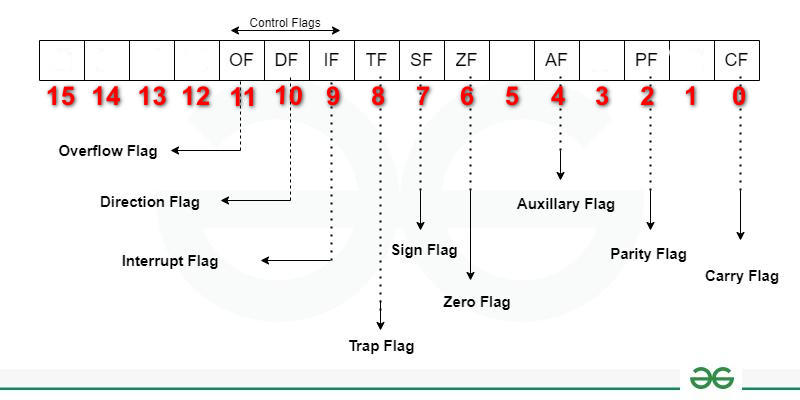 Control Flags
OF DF IF TF SF ZF AF PF CF
15 14 13 12 11 10 9 8 7 6 5 4 3 2 1 0
Overflow Flag
Direction Flag
Auxillary Flag
Interrupt Flag
Sign Flag
Parity Flag
Carry Flag
Zero Flag
Trap Flag